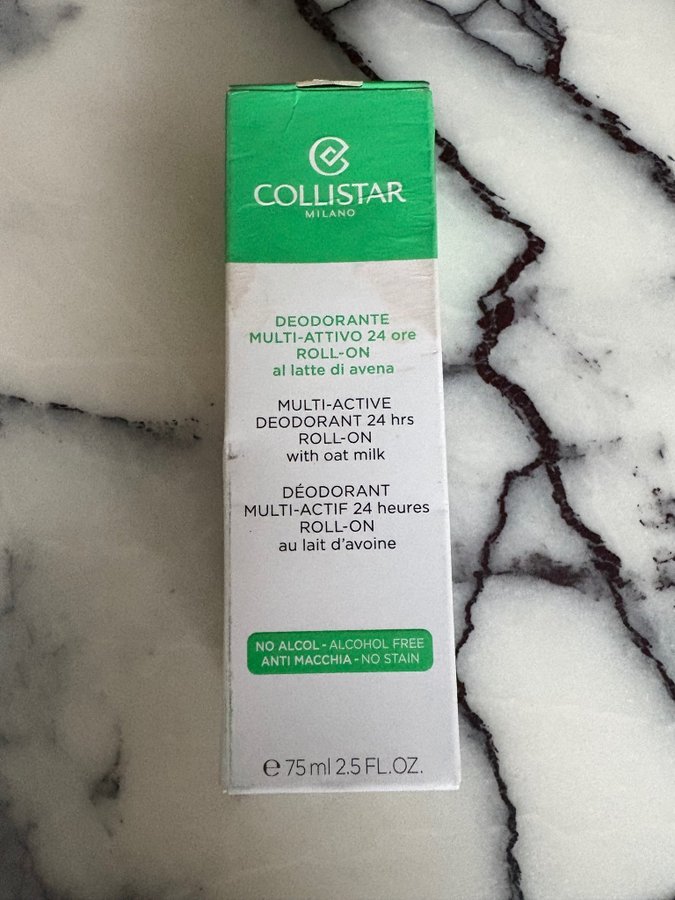 COLLISTAR
MILANO
DEODORANTE
MULTI-ATTIVO 24 ore
ROLL-ON
al latte di avena
MULTI-ACTIVE
DEODORANT 24 hrs
ROLL-ON
with oat milk
DÉODORANT
MULTI-ACTIF 24 heures
ROLL-ON
au lait d'avoine
NO ALCOL - ALCOHOL FREE
ANTI MACCHIA - NO STAIN
℮ 75 ml 2.5 FL.OZ.